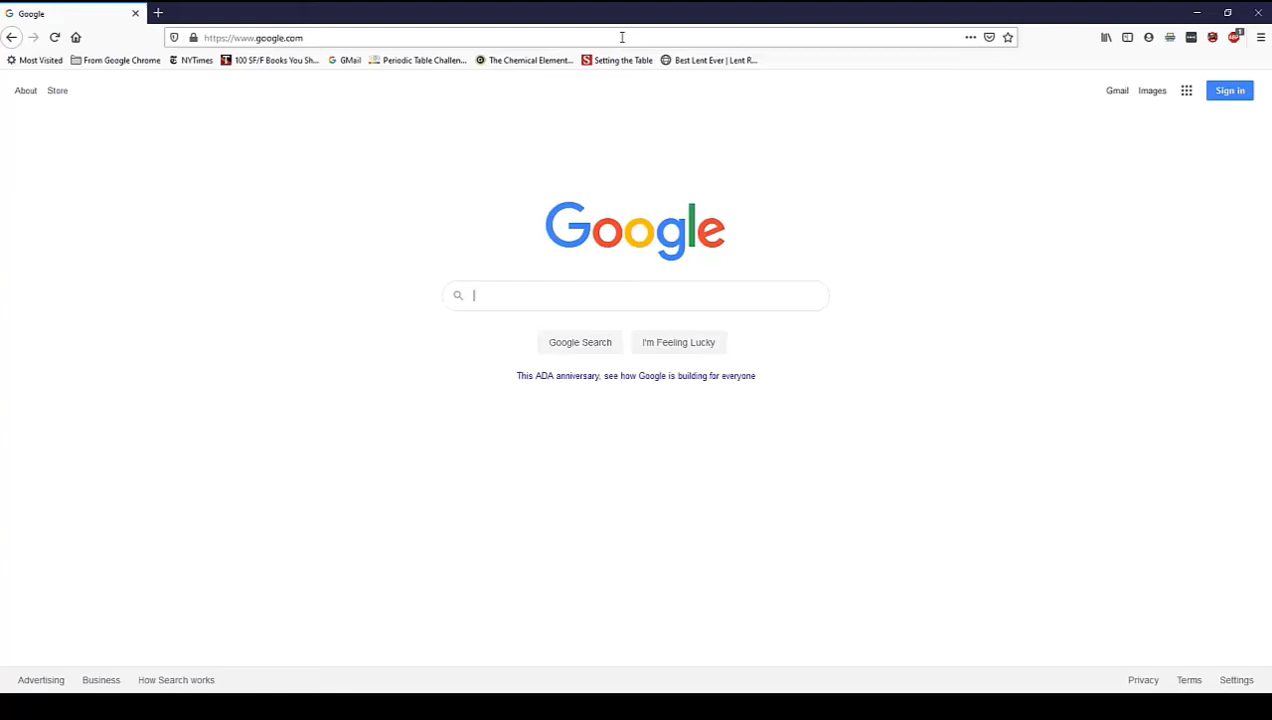 Google
https://www.google.com
Most Visited From Google Chrome NYTimes 100 SF/F Books You Sh... GMail Periodic Table Challen... The Chemical Element... Setting the Table Best Lent Ever | Lent R...
About Store Gmail Images Sign in
Google
Google Search I'm Feeling Lucky
This ADA anniversary, see how Google is building for everyone
Advertising Business How Search works Privacy Terms Settings